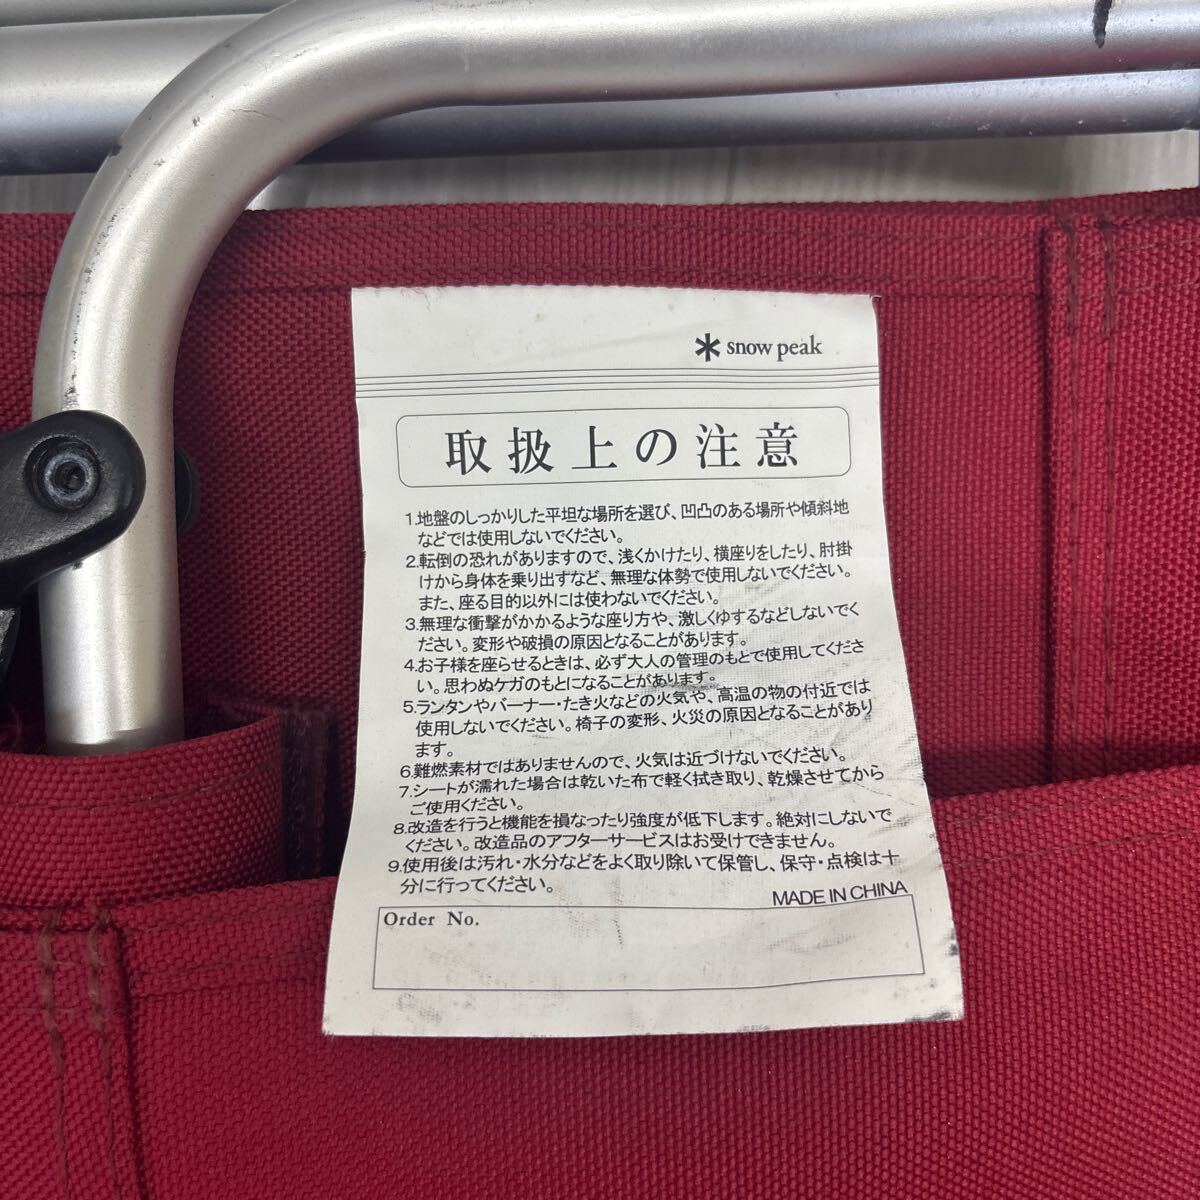 snow peak
取扱上の注意
1.地盤のしっかりした平坦な場所を選び、凹凸のある場所や傾斜地
などでは使用しないでください。
2.転倒の恐れがありますので、浅くかけたり、横座りをしたり、肘掛
けから身体を乗り出すなど、無理な体勢で使用しないでください。
また、座る目的以外には使わないでください。
3.無理な衝撃がかかるような座り方や、激しくゆするなどしないでく
ださい。変形や破損の原因となることがあります。
4.お子様を座らせるときは、必ず大人の管理のもとで使用してくださ
い。思わぬケガのもとになることがあります。
5.ランタンやバーナー・たき火などの火気や、高温の物の付近では
使用しないでください。椅子の変形、火災の原因となることがあり
ます。
6.難燃素材ではありませんので、火気は近づけないでください。
7.シートが濡れた場合は乾いた布で軽く拭き取り、乾燥させてから
ご使用ください。
8.改造を行うと機能を損なったり強度が低下します。絶対にしないで
ください。改造品のアフターサービスはお受けできません。
9.使用後は汚れ・水分などをよく取り除いて保管し、保守・点検は十
分に行ってください。
MADE IN CHINA
Order No.